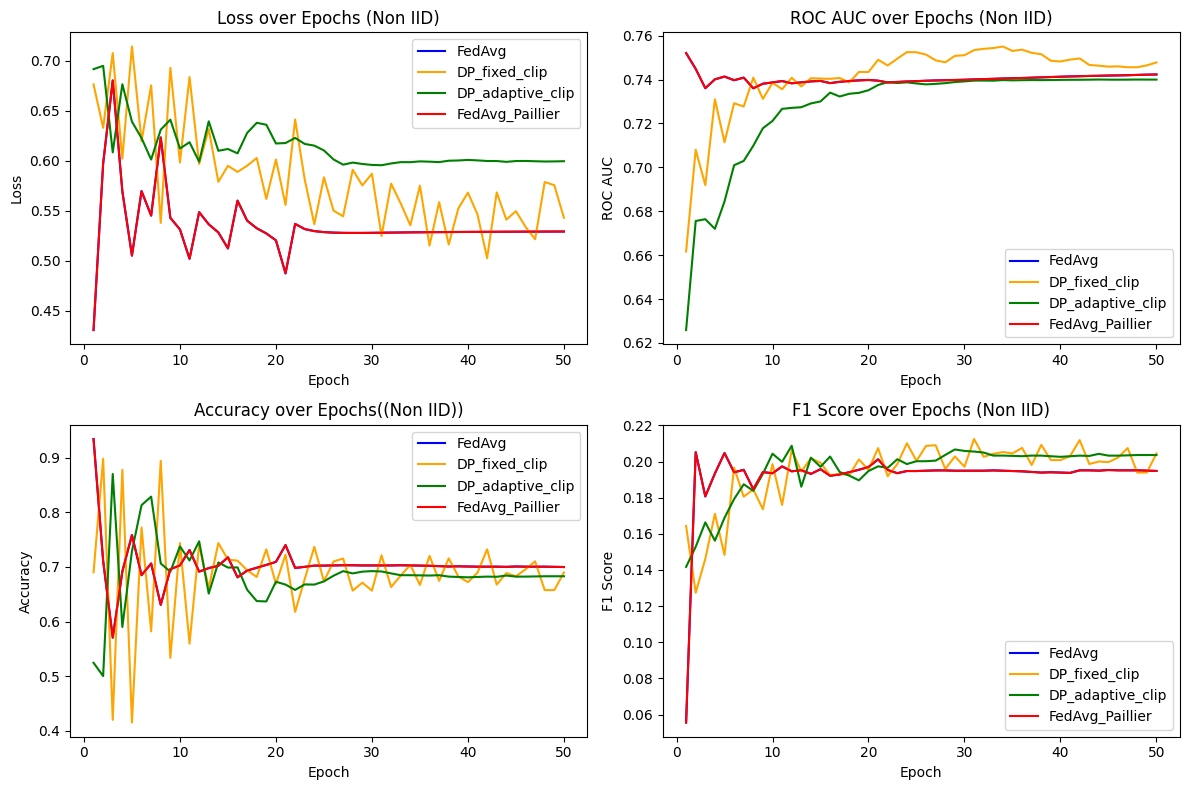 Loss over Epochs (Non IID)
0.70
0.65
0.60
0.55
0.50
0.45
Loss
FedAvg
DP_fixed_clip
DP_adaptive_clip
FedAvg_Paillier
0 10 20 30 40 50
Epoch
ROC AUC over Epochs (Non IID)
0.76
0.74
0.72
0.70
0.68
0.66
0.64
0.62
ROC AUC
FedAvg
DP_fixed_clip
DP_adaptive_clip
FedAvg_Paillier
0 10 20 30 40 50
Epoch
Accuracy over Epochs((Non IID))
0.9
0.8
0.7
0.6
0.5
0.4
Accuracy
FedAvg
DP_fixed_clip
DP_adaptive_clip
FedAvg_Paillier
0 10 20 30 40 50
Epoch
F1 Score over Epochs (Non IID)
0.22
0.20
0.18
0.16
0.14
0.12
0.10
0.08
0.06
F1 Score
FedAvg
DP_fixed_clip
DP_adaptive_clip
FedAvg_Paillier
0 10 20 30 40 50
Epoch